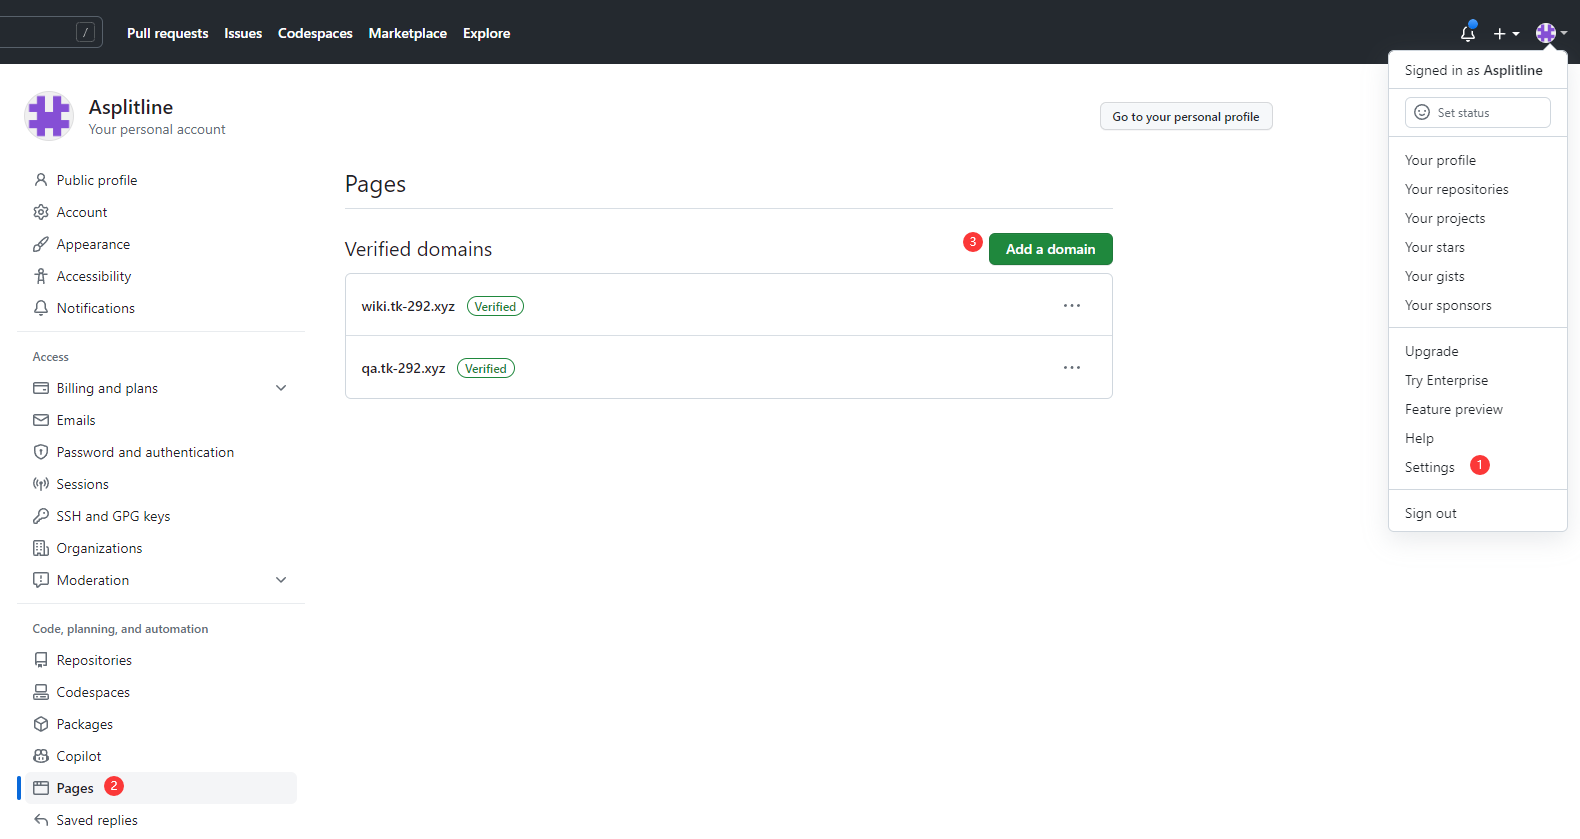 /
Pull requests Issues Codespaces Marketplace Explore
Asplitline
Your personal account
Go to your personal profile
Public profile
Account
Appearance
Accessibility
Notifications
Access
Billing and plans
Emails
Password and authentication
Sessions
SSH and GPG keys
Organizations
Moderation
Code, planning, and automation
Repositories
Codespaces
Packages
Copilot
Pages 2
Saved replies
Pages
Verified domains
3 Add a domain
wiki.tk-292.xyz Verified
qa.tk-292.xyz Verified
Signed in as Asplitline
Set status
Your profile
Your repositories
Your projects
Your stars
Your gists
Your sponsors
Upgrade
Try Enterprise
Feature preview
Help
Settings 1
Sign out